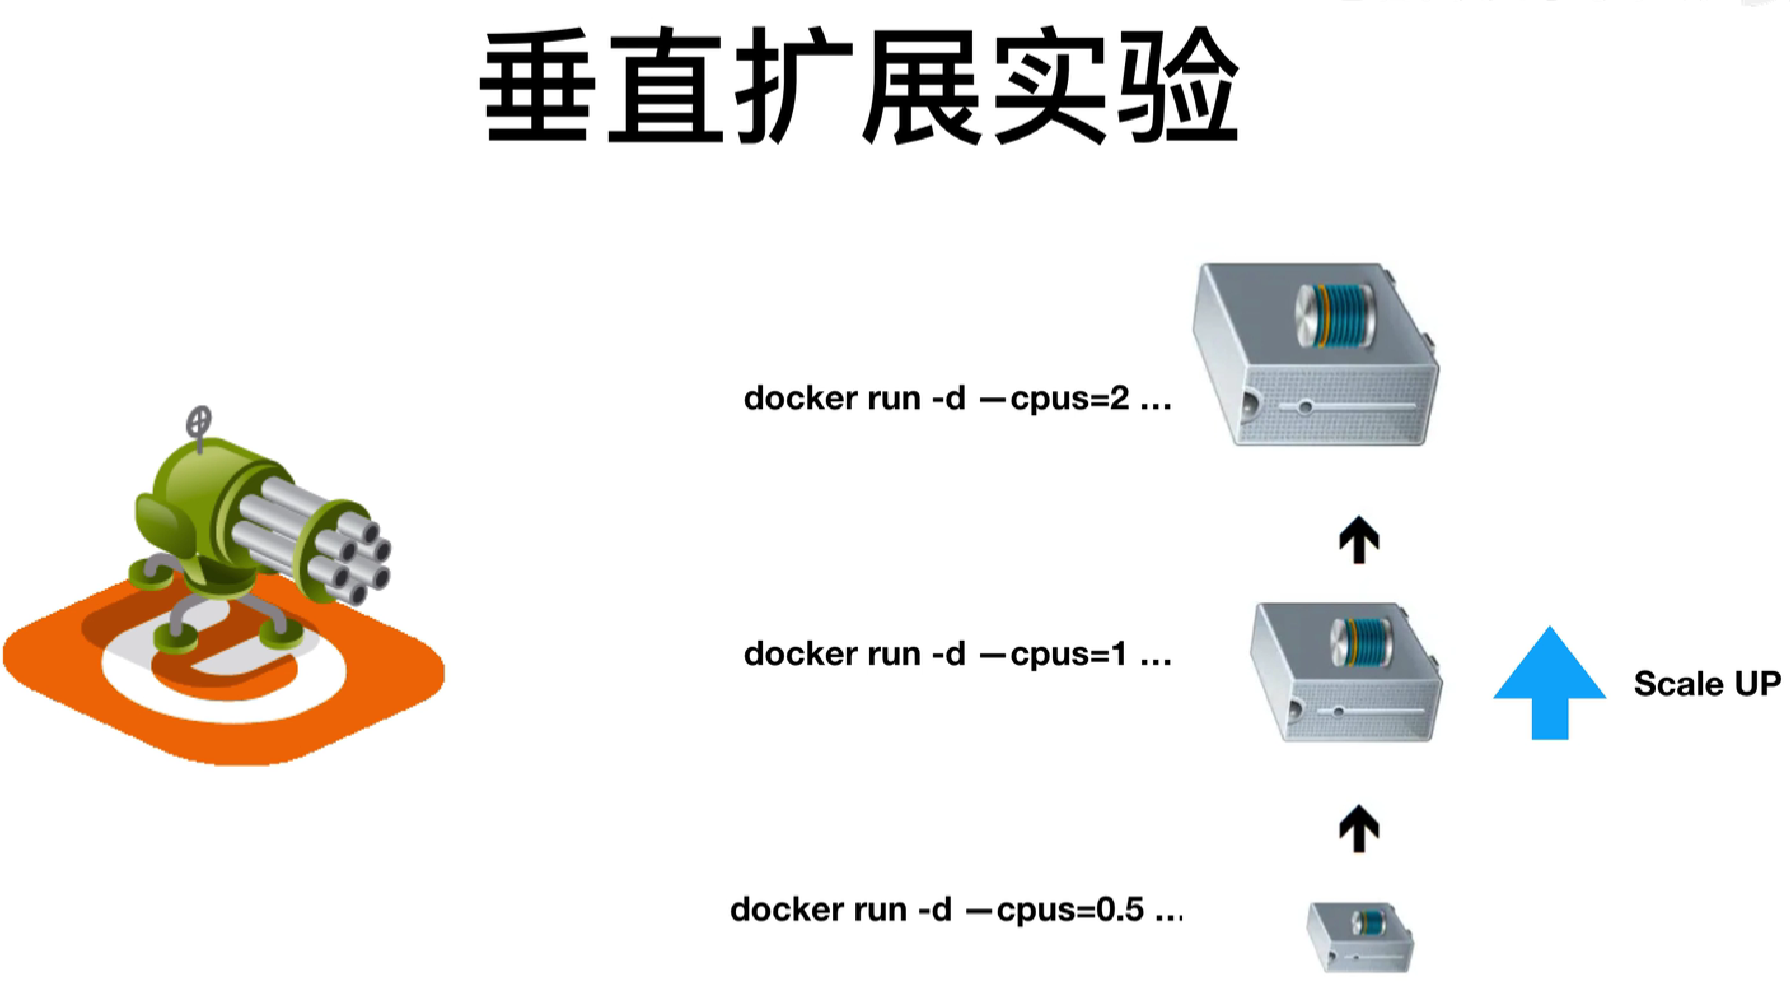 垂直扩展实验
docker run -d —cpus=2 ...
docker run -d —cpus=1 ...
Scale UP
docker run -d —cpus=0.5 ...